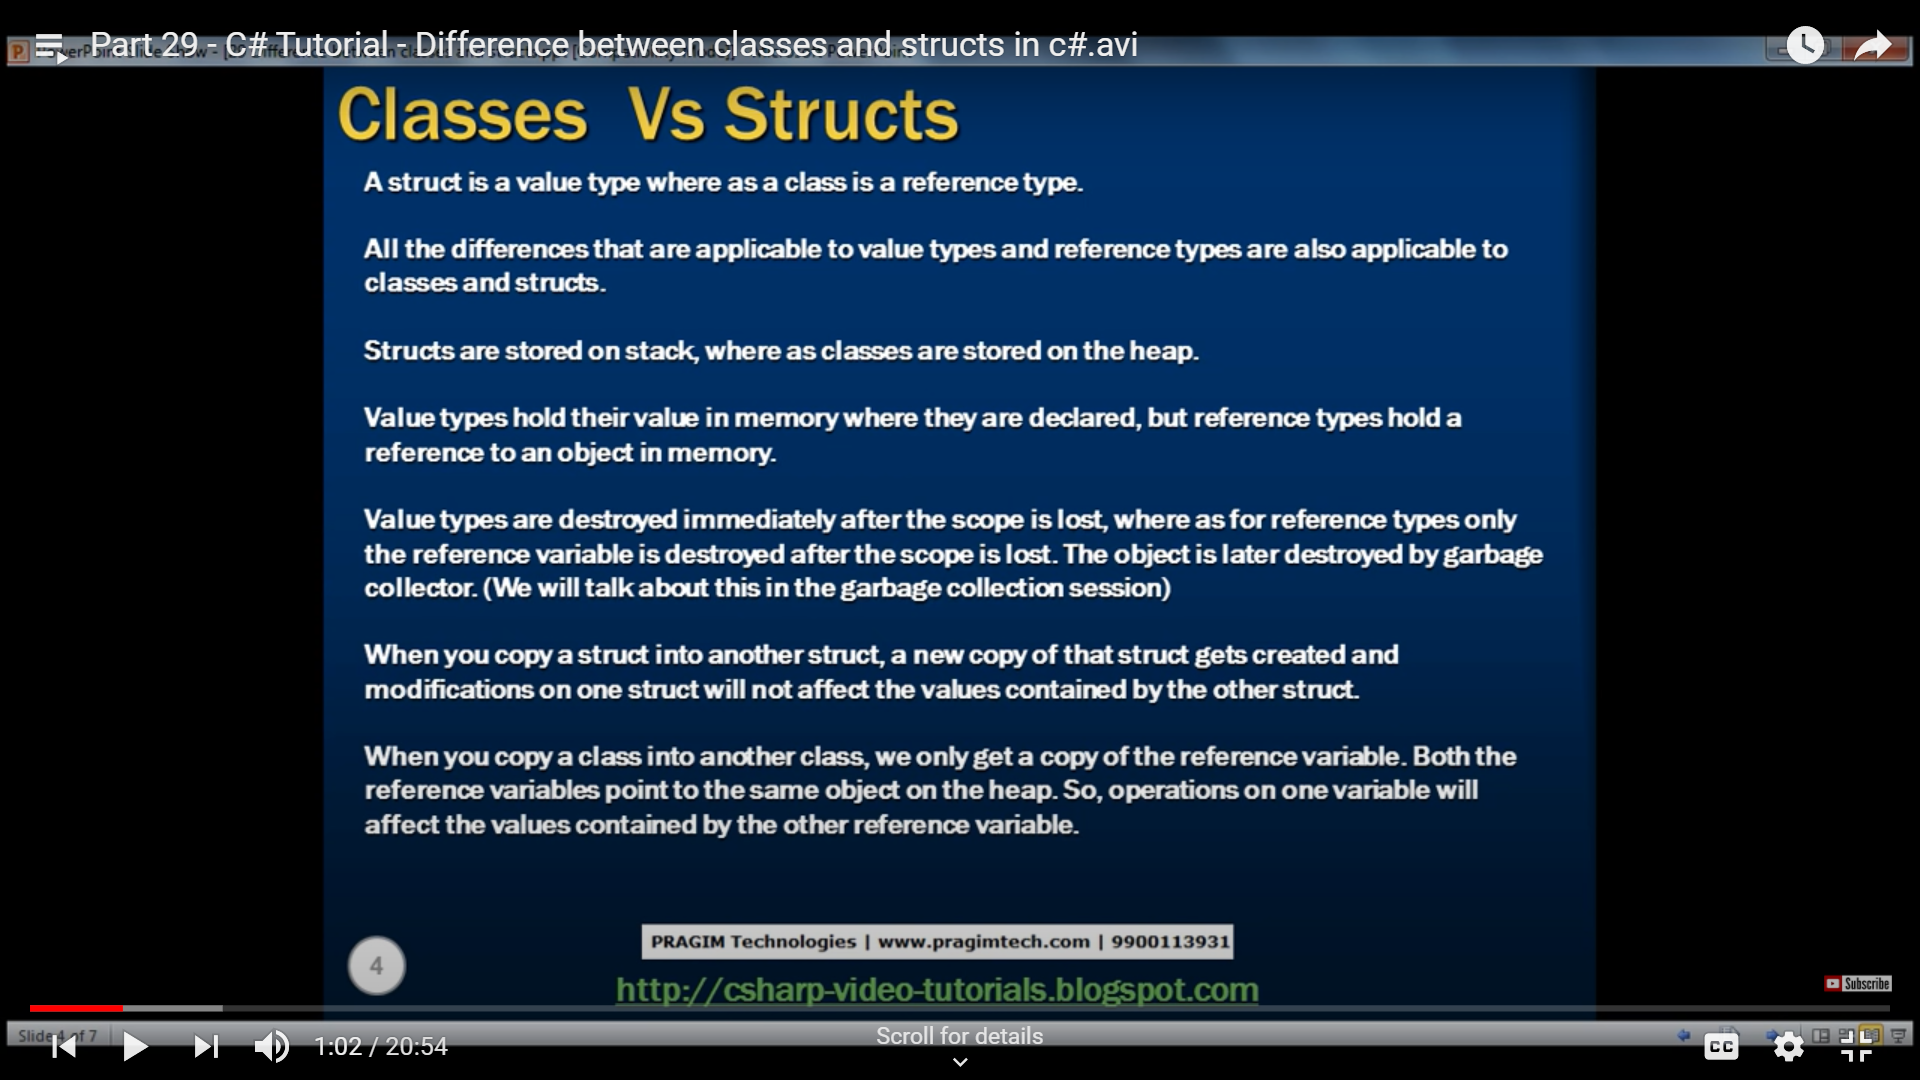 Part 29 - C# Tutorial - Difference between classes and structs in c#.avi
Classes Vs Structs
A struct is a value type where as a class is a reference type.
All the differences that are applicable to value types and reference types are also applicable to
classes and structs.
Structs are stored on stack, where as classes are stored on the heap.
Value types hold their value in memory where they are declared, but reference types hold a
reference to an object in memory.
Value types are destroyed immediately after the scope is lost, where as for reference types only
the reference variable is destroyed after the scope is lost. The object is later destroyed by garbage
collector. (We will talk about this in the garbage collection session)
When you copy a struct into another struct, a new copy of that struct gets created and
modifications on one struct will not affect the values contained by the other struct.
When you copy a class into another class, we only get a copy of the reference variable. Both the
reference variables point to the same object on the heap. So, operations on one variable will
affect the values contained by the other reference variable.
PRAGIM Technologies | www.pragimtech.com | 9900113931
4
http://csharp-video-tutorials.blogspot.com
Subscribe
Slide 4 of 7
Scroll for details
1:02 / 20:54
CC